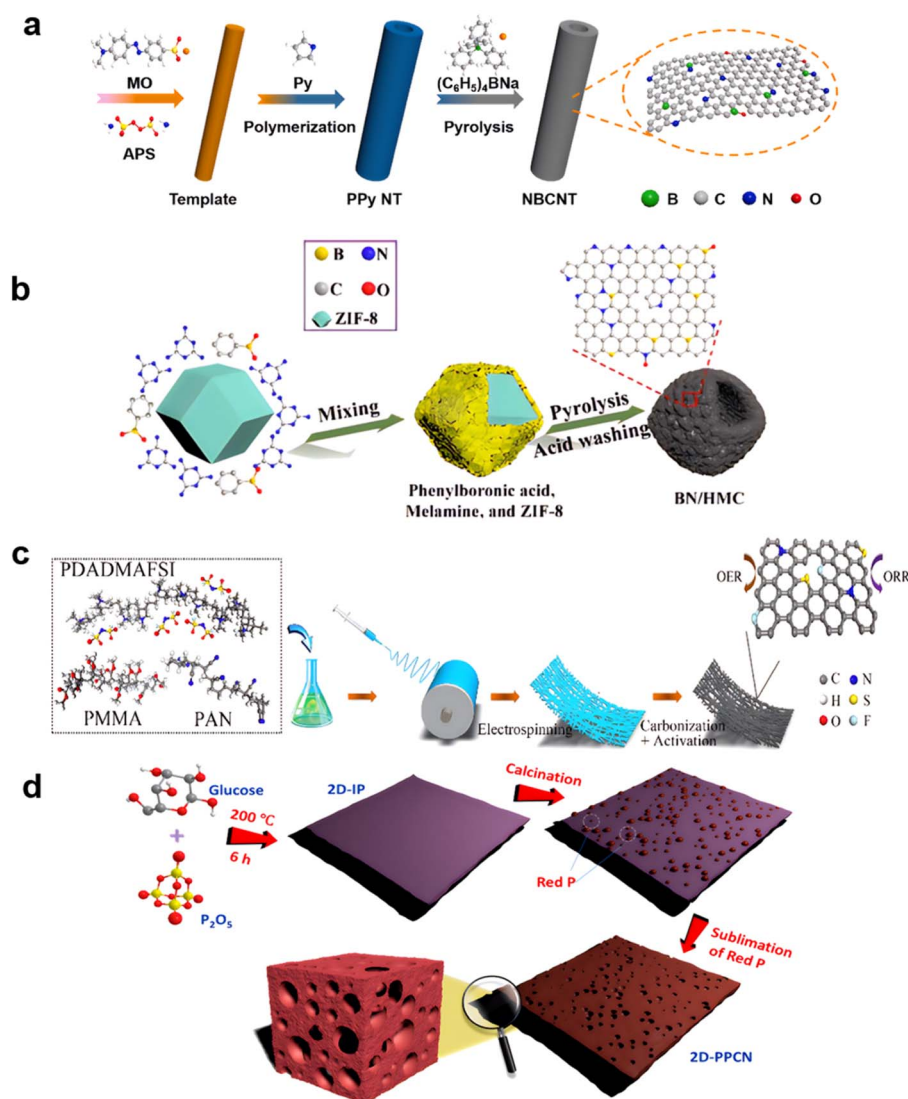 a
MO
APS
Template
Py
Polymerization
PPy NT
(C₆H₅)₄BNa
Pyrolysis
NBCNT
B C N O
b
B N
C O
ZIF-8
Mixing
Phenylboronic acid,
Melamine, and ZIF-8
Pyrolysis
Acid washing
BN/HMC
c
PDADMAFSI
PMMA PAN
Electrospinning
Carbonization
+ Activation
OER ORR
C N
H S
O F
d
Glucose
+
P₂O₅
200 °C
6 h
2D-IP
Calcination
Red P
Sublimation
of Red P
2D-PPCN